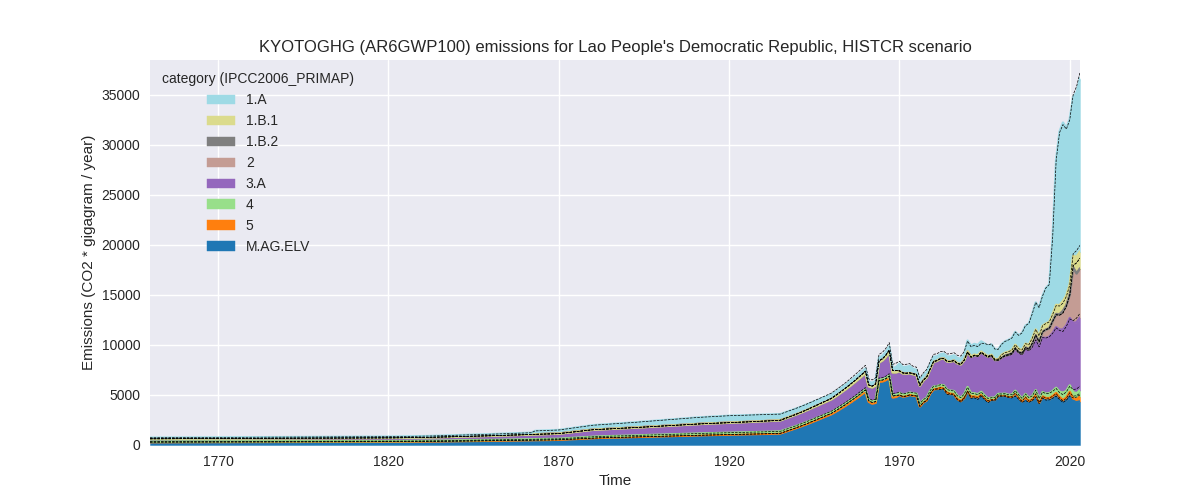 KYOTOGHG (AR6GWP100) emissions for Lao People's Democratic Republic, HISTCR scenario
category (IPCC2006_PRIMAP)
1.A
1.B.1
1.B.2
2
3.A
4
5
M.AG.ELV
Emissions (CO2 * gigagram / year)
35000
30000
25000
20000
15000
10000
5000
0
1770
1820
1870
1920
1970
2020
Time